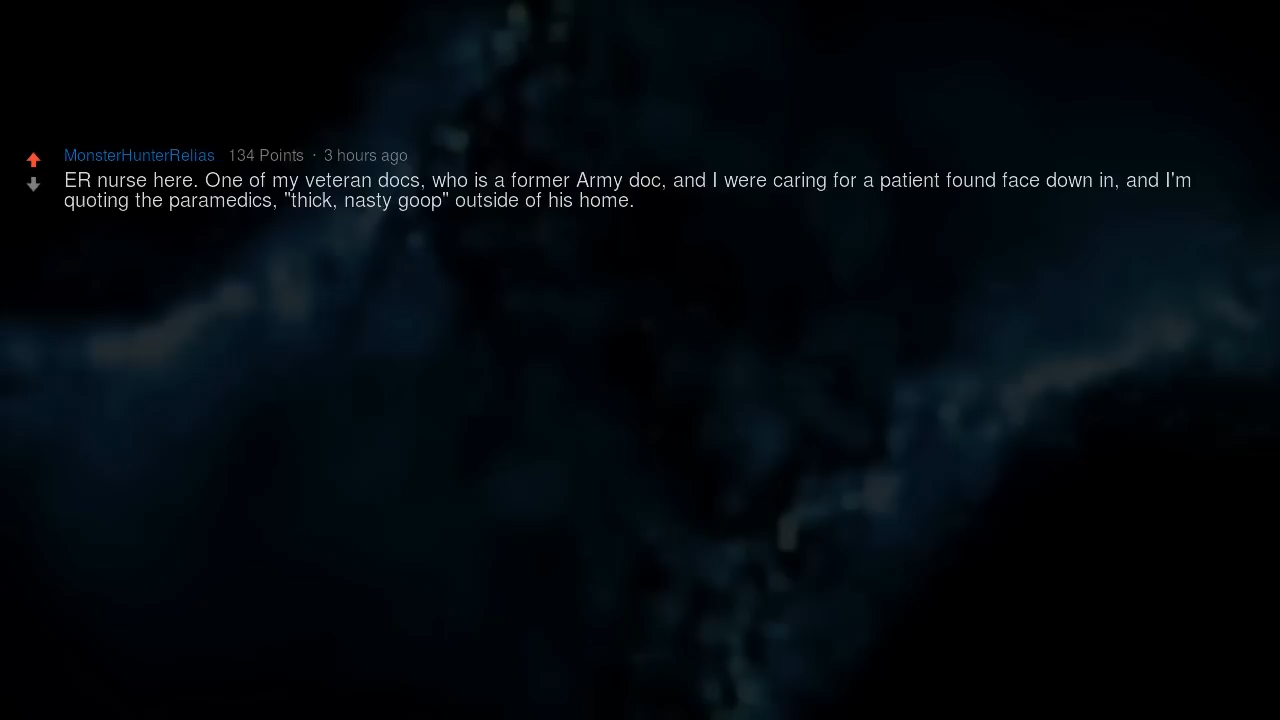 MonsterHunterRelias 134 Points · 3 hours ago
ER nurse here. One of my veteran docs, who is a former Army doc, and I were caring for a patient found face down in, and I'm
quoting the paramedics, "thick, nasty goop" outside of his home.